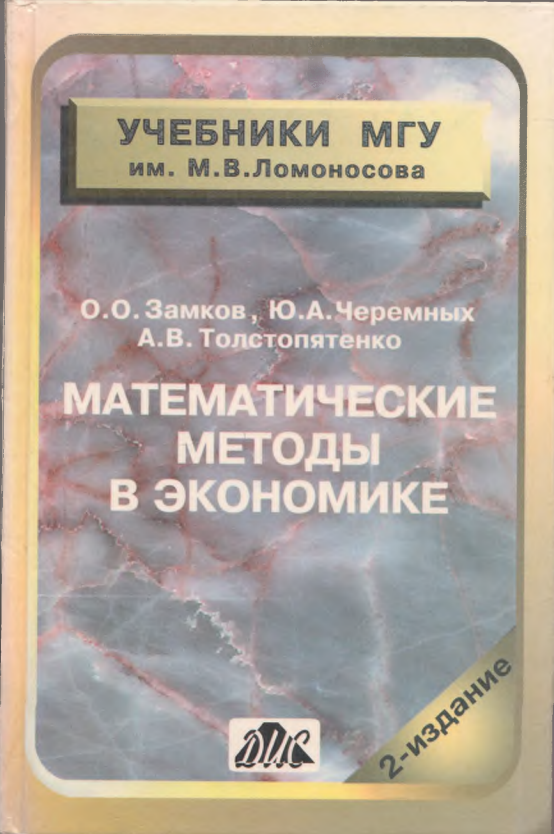 УЧЕБНИКИ МГУ
им. М.В.Ломоносова
О.О.Замков, Ю.А.Черемных
А.В.Толстопятенко
МАТЕМАТИЧЕСКИЕ
МЕТОДЫ
В ЭКОНОМИКЕ
2-издание
ДИС